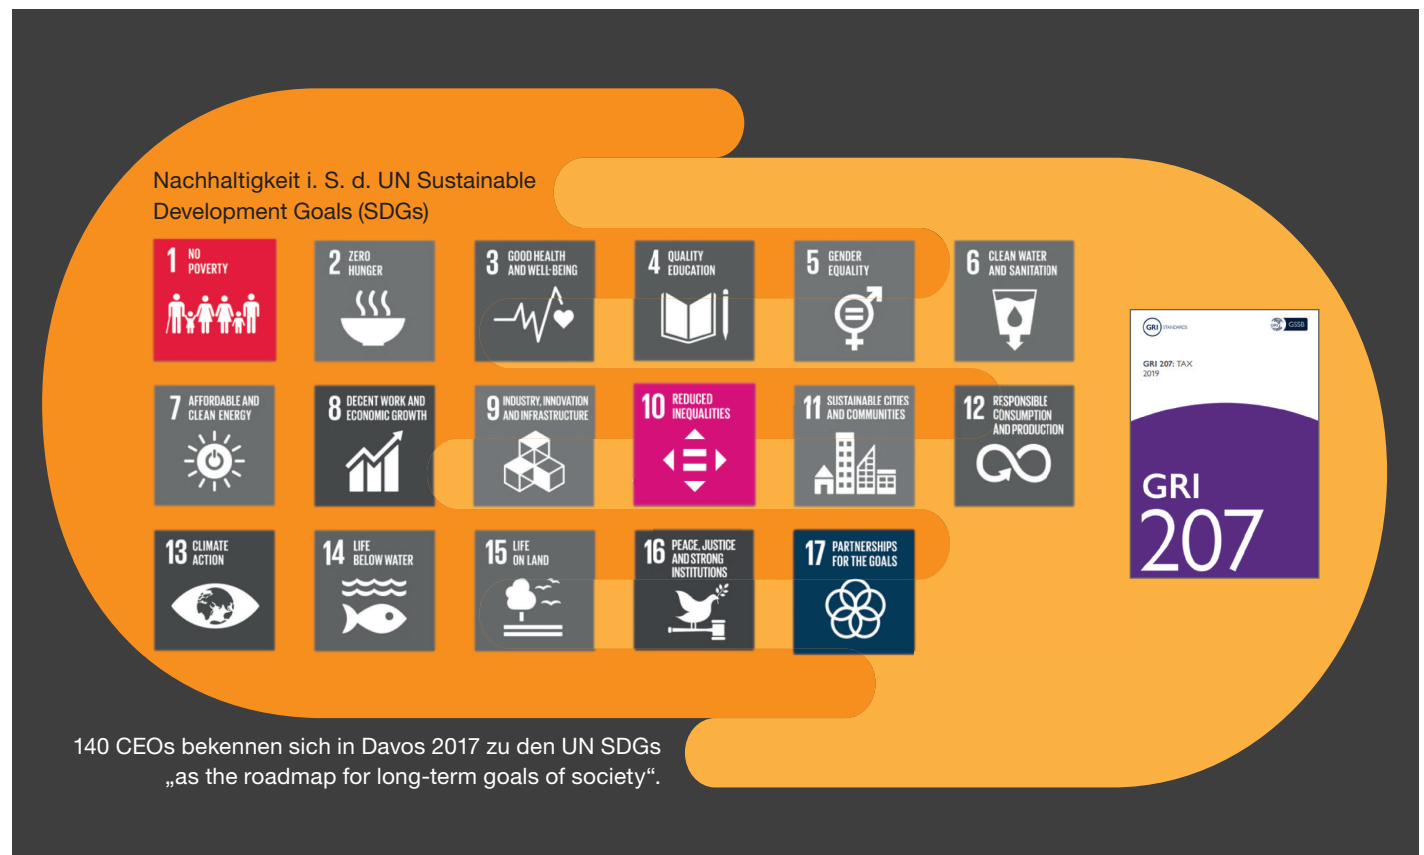 Nachhaltigkeit i. S. d. UN Sustainable
Development Goals (SDGs)
1 NO
POVERTY
2 ZERO
HUNGER
3 GOOD HEALTH
AND WELL-BEING
4 QUALITY
EDUCATION
5 GENDER
EQUALITY
6 CLEAN WATER
AND SANITATION
7 AFFORDABLE AND
CLEAN ENERGY
8 DECENT WORK AND
ECONOMIC GROWTH
9 INDUSTRY, INNOVATION
AND INFRASTRUCTURE
10 REDUCED
INEQUALITIES
11 SUSTAINABLE CITIES
AND COMMUNITIES
12 RESPONSIBLE
CONSUMPTION
AND PRODUCTION
13 CLIMATE
ACTION
14 LIFE
BELOW WATER
15 LIFE
ON LAND
16 PEACE, JUSTICE
AND STRONG
INSTITUTIONS
17 PARTNERSHIPS
FOR THE GOALS
GRI STANDARDS
GSSB
GRI 207: TAX
2019
GRI
207
140 CEOs bekennen sich in Davos 2017 zu den UN SDGs
„as the roadmap for long-term goals of society“.